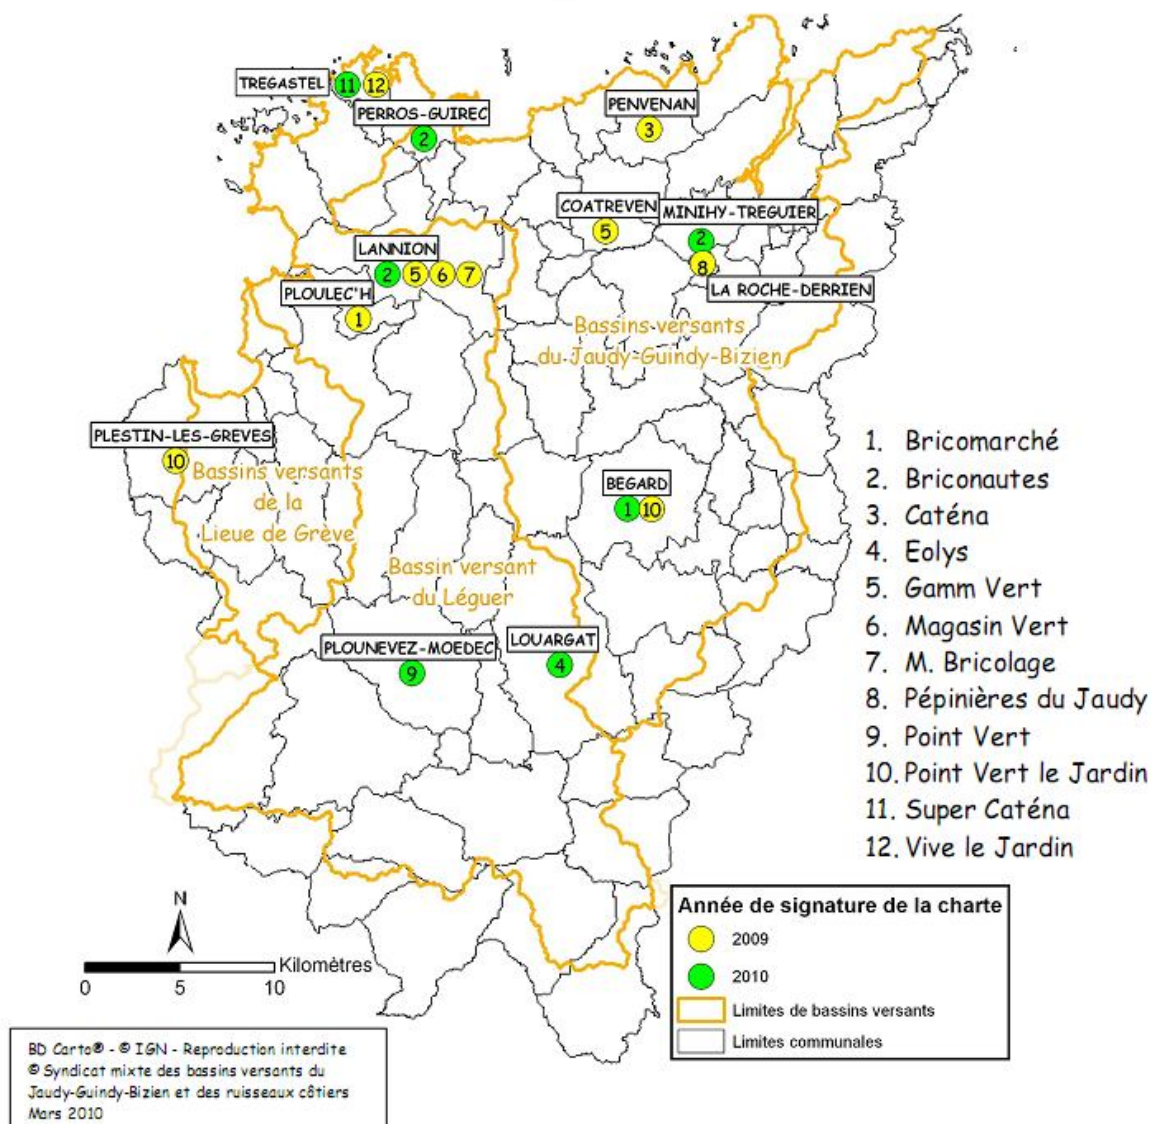 TREGASTEL
11
12
PERROS-GUIREC
2
PENVENAN
3
COATREVEN
5
MINIHY-TREGUIER
2
8
LA ROCHE-DERRIEN
LANNION
2
5
6
7
PLOULEC'H
1
Bassins versants
du Jaudy-Guindy-Bizien
PLESTIN-LES-GREVES
10
Bassins versants
de la
Lieue de Grève
BEGARD
1
10
Bassin versant
du Léguer
PLOUNEVEZ-MOEDEC
9
LOUARGAT
4
1. Bricomarché
2. Briconautes
3. Caténa
4. Eolys
5. Gamm Vert
6. Magasin Vert
7. M. Bricolage
8. Pépinières du Jaudy
9. Point Vert
10. Point Vert le Jardin
11. Super Caténa
12. Vive le Jardin
N
Kilomètres
0 5 10
Année de signature de la charte
2009
2010
Limites de bassins versants
Limites communales
BD Carto® - © IGN - Reproduction interdite
© Syndicat mixte des bassins versants du
Jaudy-Guindy-Bizien et des ruisseaux côtiers
Mars 2010